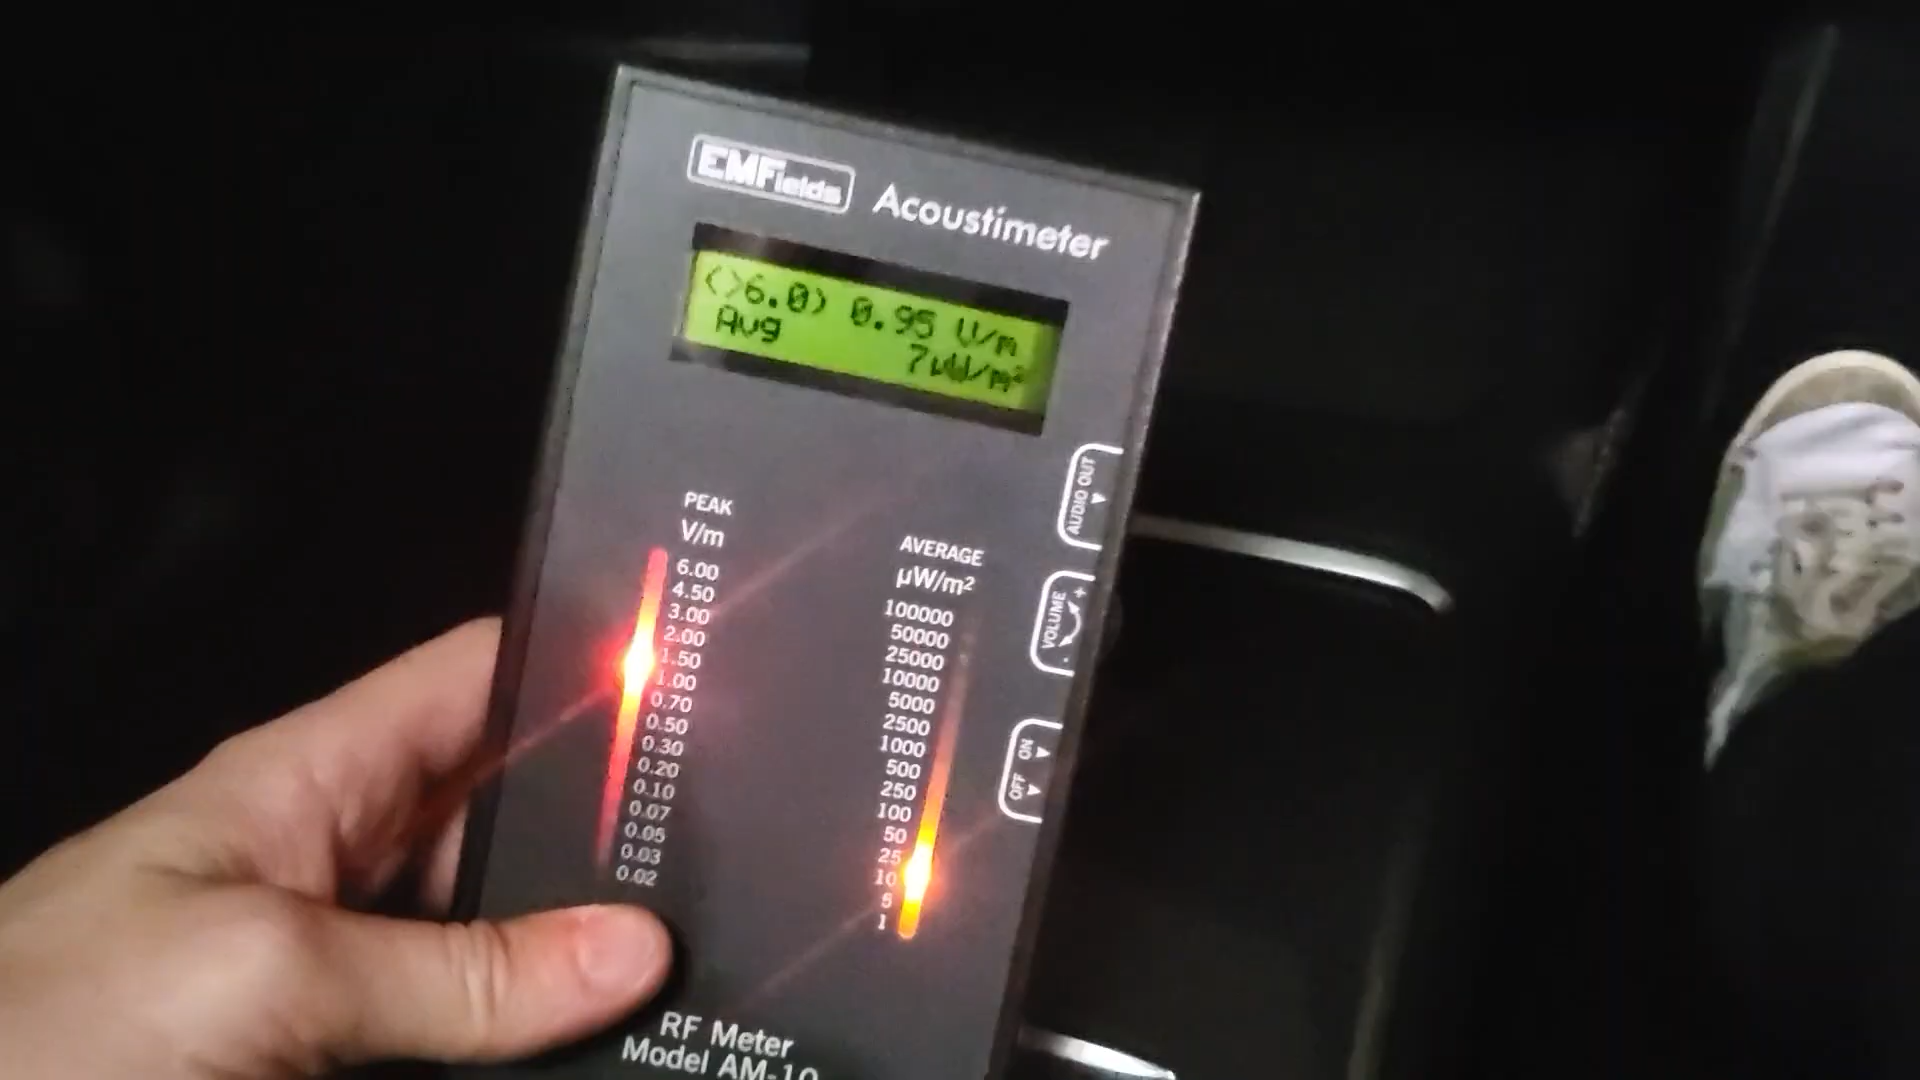 EMFields Acoustimeter
(>6.0) 0.95 V/m
Avg 7µW/m²
PEAK
V/m
6.00
4.50
3.00
2.00
1.50
1.00
0.70
0.50
0.30
0.20
0.10
0.07
0.05
0.03
0.02
AVERAGE
µW/m²
100000
50000
25000
10000
5000
2500
1000
500
250
100
50
25
10
5
1
AUDIO OUT
- VOLUME +
OFF ON
RF Meter
Model AM-10